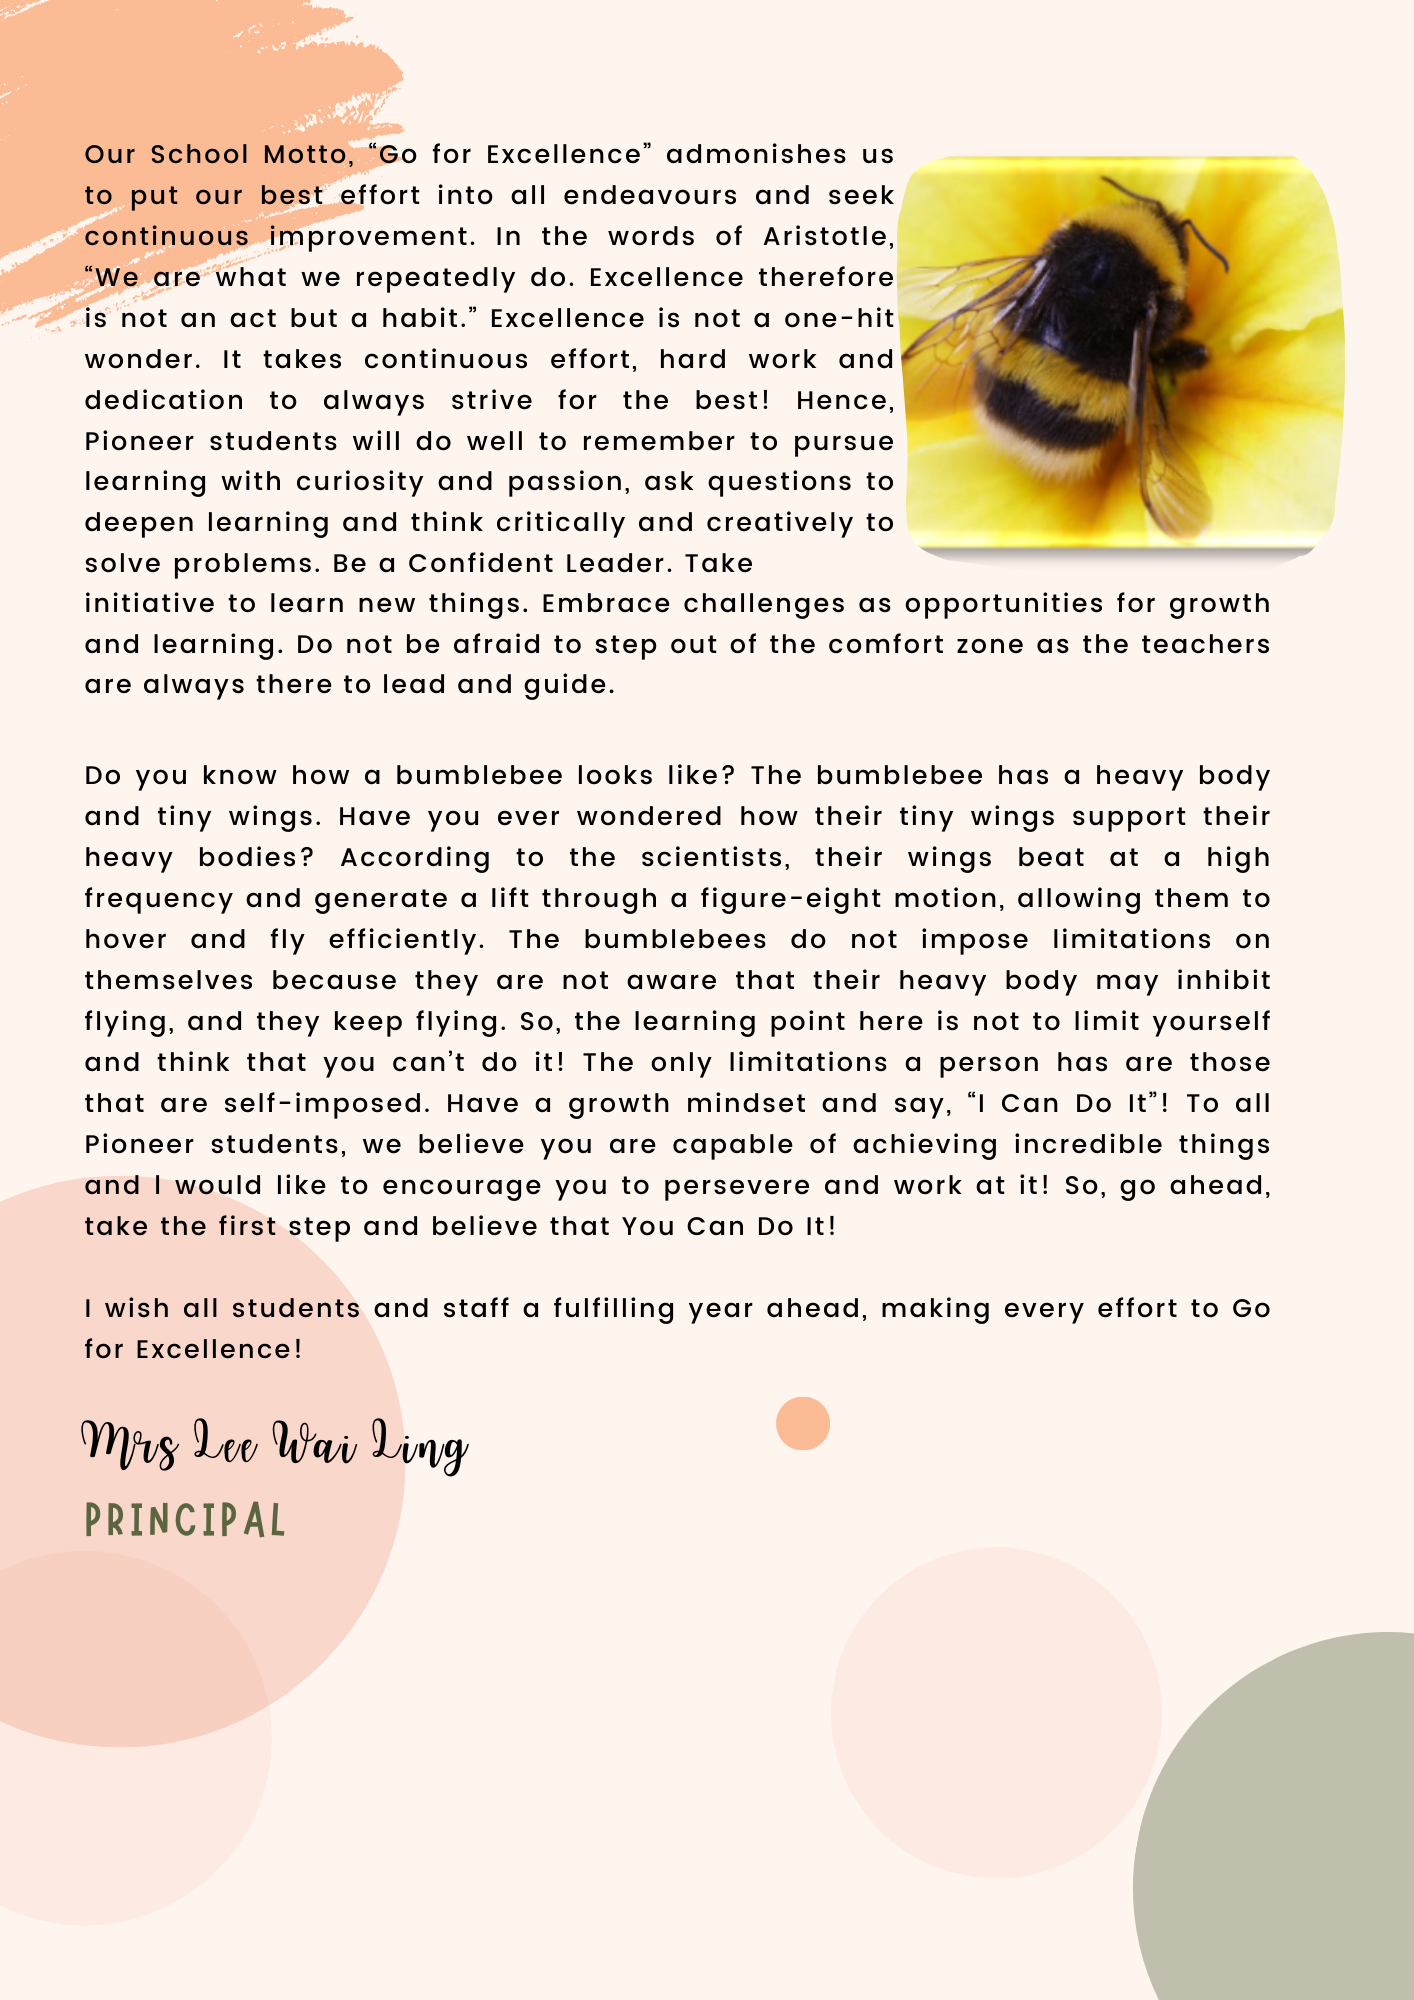 Our School Motto, “Go for Excellence” admonishes us
to put our best effort into all endeavours and seek
continuous improvement. In the words of Aristotle,
“We are what we repeatedly do. Excellence therefore
is not an act but a habit.” Excellence is not a one-hit
wonder. It takes continuous effort, hard work and
dedication to always strive for the best! Hence,
Pioneer students will do well to remember to pursue
learning with curiosity and passion, ask questions to
deepen learning and think critically and creatively to
solve problems. Be a Confident Leader. Take
initiative to learn new things. Embrace challenges as opportunities for growth
and learning. Do not be afraid to step out of the comfort zone as the teachers
are always there to lead and guide.
Do you know how a bumblebee looks like? The bumblebee has a heavy body
and tiny wings. Have you ever wondered how their tiny wings support their
heavy bodies? According to the scientists, their wings beat at a high
frequency and generate a lift through a figure-eight motion, allowing them to
hover and fly efficiently. The bumblebees do not impose limitations on
themselves because they are not aware that their heavy body may inhibit
flying, and they keep flying. So, the learning point here is not to limit yourself
and think that you can’t do it! The only limitations a person has are those
that are self-imposed. Have a growth mindset and say, “I Can Do It”! To all
Pioneer students, we believe you are capable of achieving incredible things
and I would like to encourage you to persevere and work at it! So, go ahead,
take the first step and believe that You Can Do It!
I wish all students and staff a fulfilling year ahead, making every effort to Go
for Excellence!
Mrs Lee Wai Ling
PRINCIPAL